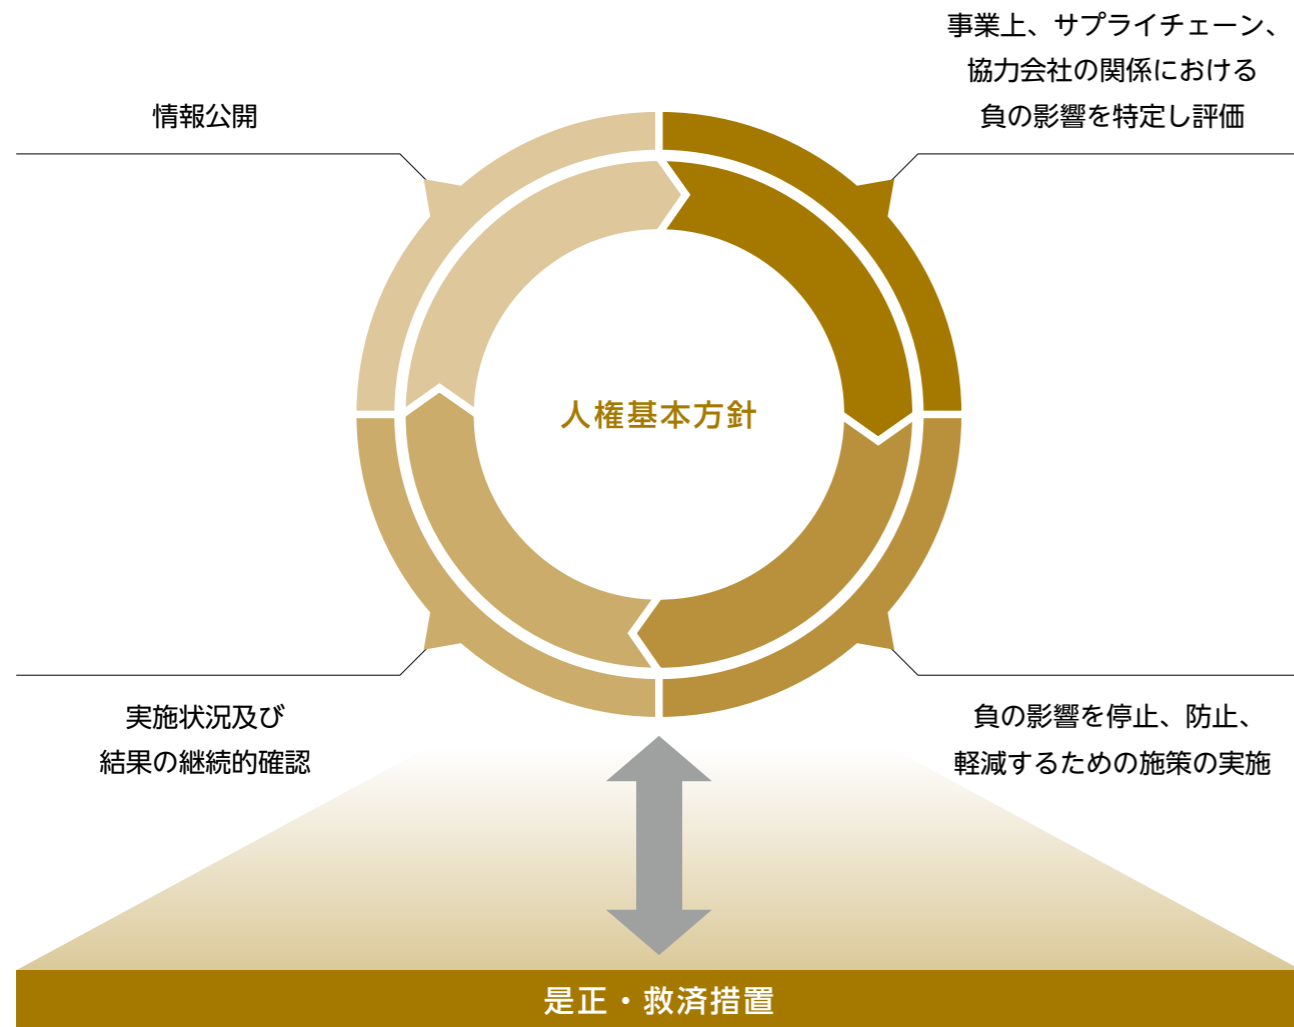 事業上、サプライチェーン、
協力会社の関係における
負の影響を特定し評価
情報公開
人権基本方針
実施状況及び
結果の継続的確認
負の影響を停止、防止、
軽減するための施策の実施
是正・救済措置